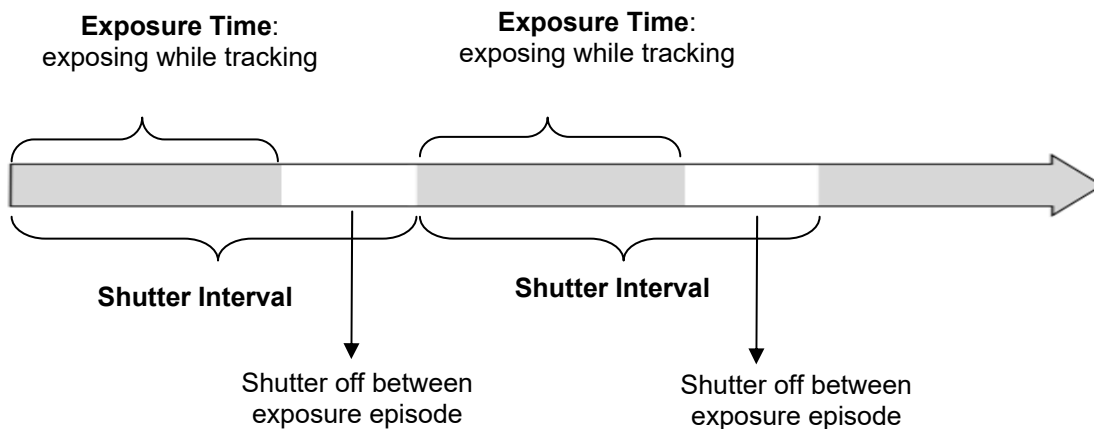 Exposure Time:
exposing while tracking
Exposure Time:
exposing while tracking
Shutter Interval
Shutter Interval
Shutter off between
exposure episode
Shutter off between
exposure episode